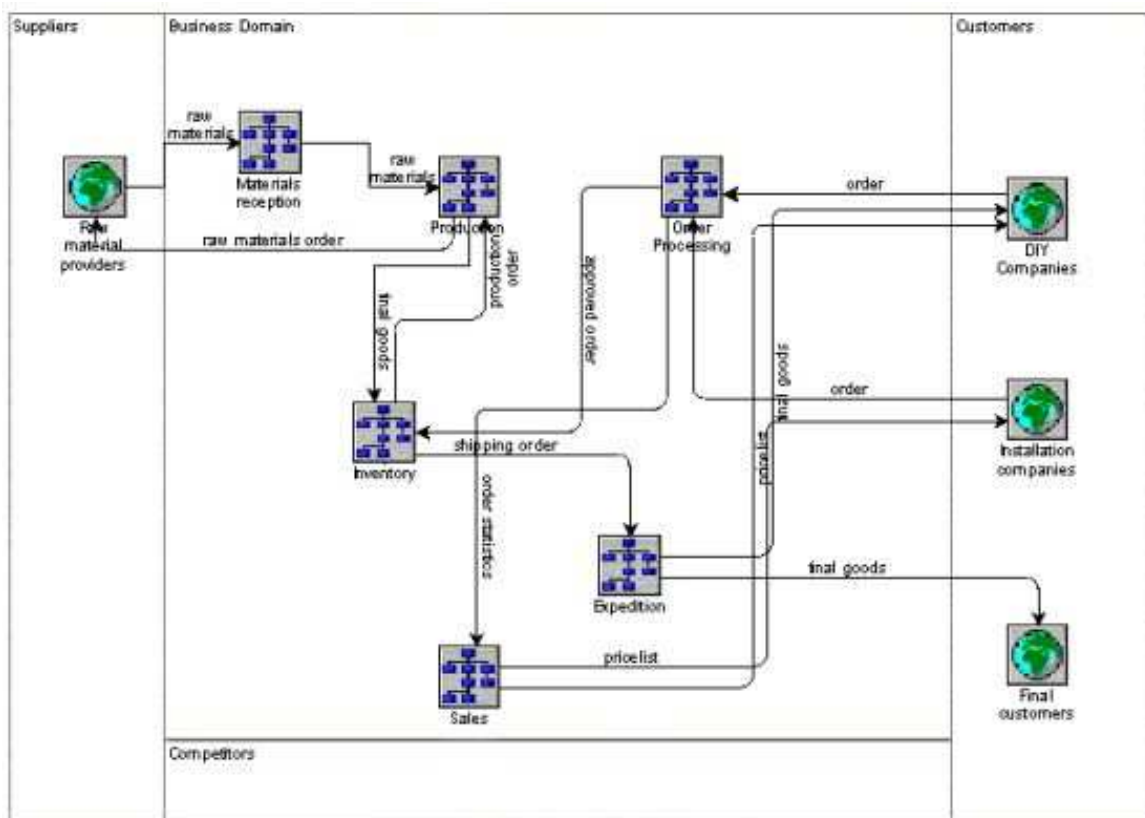 Suppliers
Business Domain
Customers
raw
materials
Materials
reception
raw
materials
Production
Raw
material
providers
raw materials order
Order
Processing
order
DIY
Companies
production
order
approved order
final goods
final goods
order
Inventory
shipping order
pricelist
Installation
companies
order statistics
Expedition
final goods
pricelist
Sales
Final
customers
Competitors